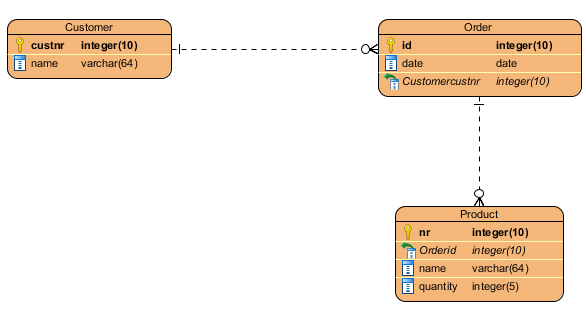 Customer
custnr integer(10)
name varchar(64)
Order
id integer(10)
date date
Customercustnr integer(10)
Product
nr integer(10)
Orderid integer(10)
name varchar(64)
quantity integer(5)